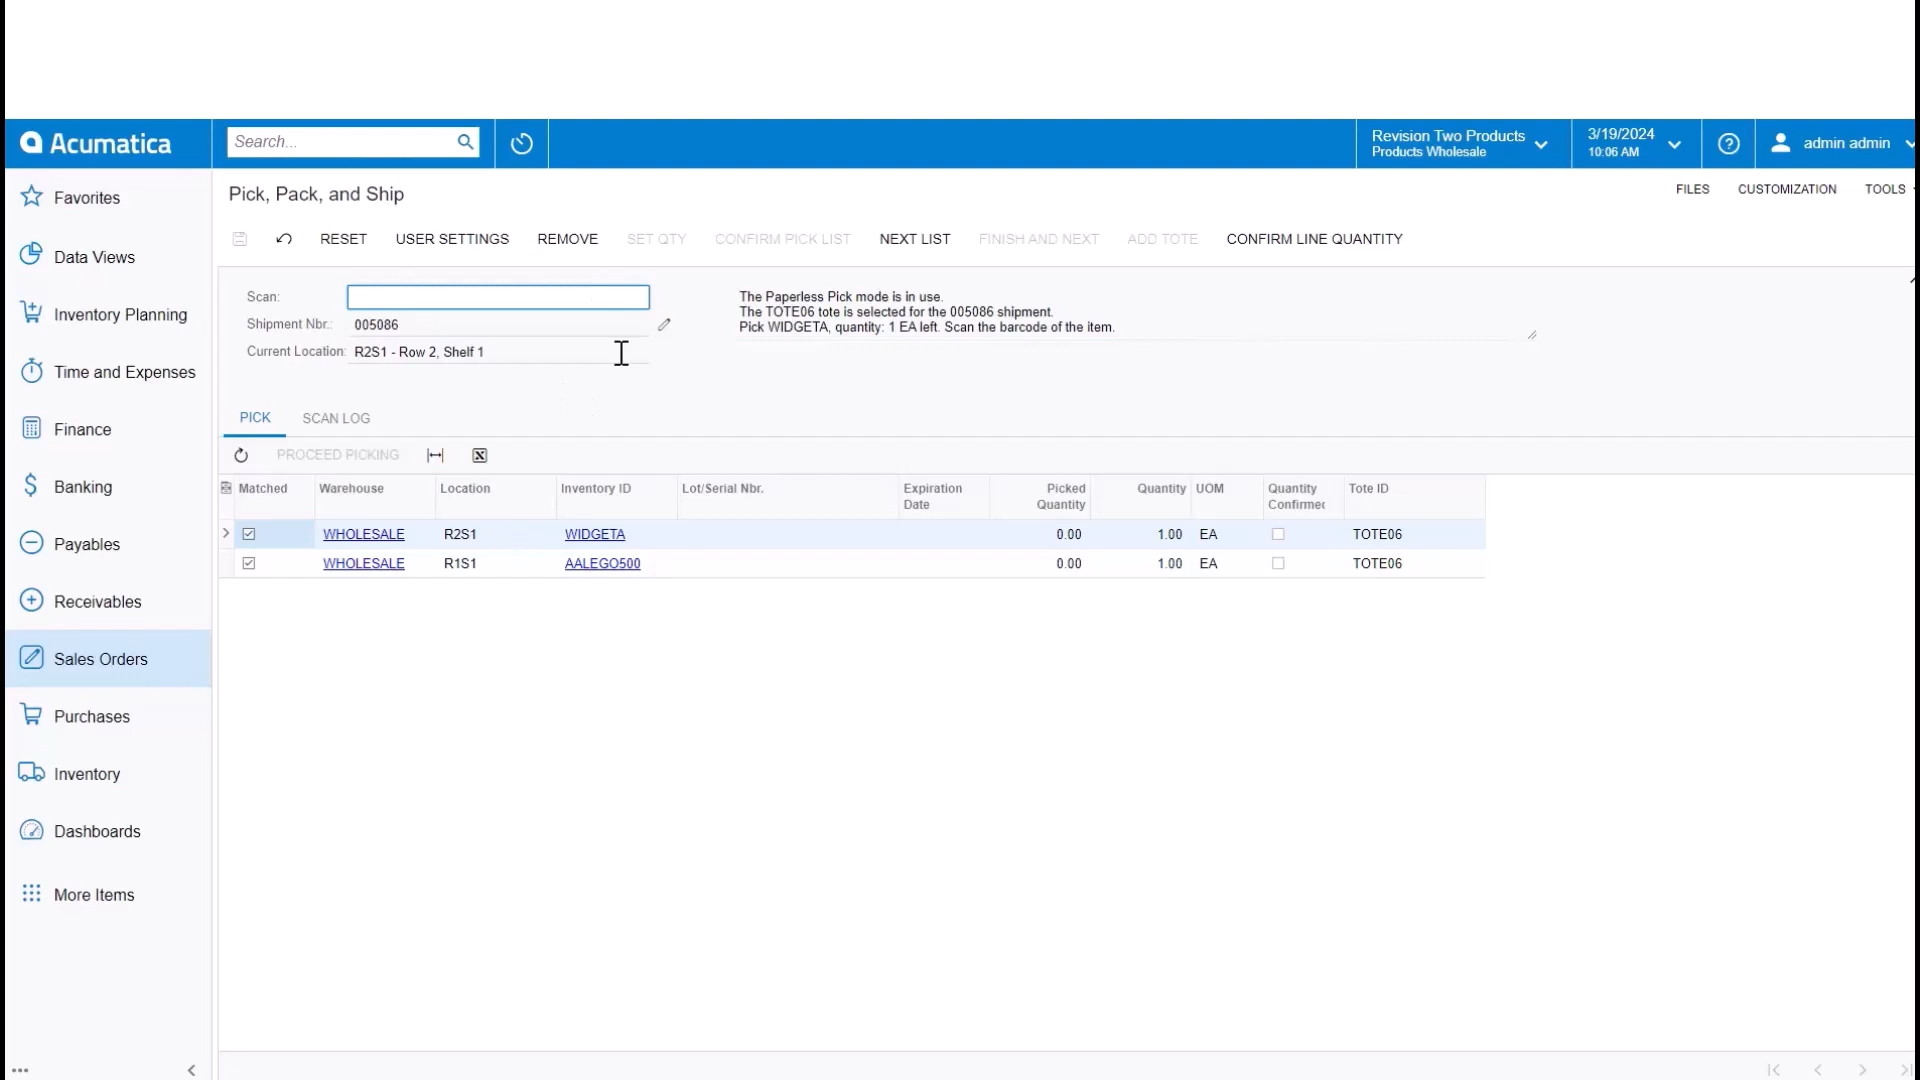 Acumatica
Search...
Revision Two Products
Products Wholesale
3/19/2024
10:06 AM
admin admin
Favorites
Data Views
Inventory Planning
Time and Expenses
Finance
Banking
Payables
Receivables
Sales Orders
Purchases
Inventory
Dashboards
More Items
Pick, Pack, and Ship
FILES CUSTOMIZATION TOOLS
RESET USER SETTINGS REMOVE SET QTY CONFIRM PICK LIST NEXT LIST FINISH AND NEXT ADD TOTE CONFIRM LINE QUANTITY
Scan:
Shipment Nbr.: 005086
Current Location: R2S1 - Row 2, Shelf 1
The Paperless Pick mode is in use.
The TOTE06 tote is selected for the 005086 shipment.
Pick WIDGETA, quantity: 1 EA left. Scan the barcode of the item.
PICK SCAN LOG
PROCEED PICKING
Matched Warehouse Location Inventory ID Lot/Serial Nbr. Expiration Date Picked Quantity Quantity UOM Quantity Confirmed Tote ID
WHOLESALE R2S1 WIDGETA 0.00 1.00 EA TOTE06
WHOLESALE R1S1 AALEGO500 0.00 1.00 EA TOTE06